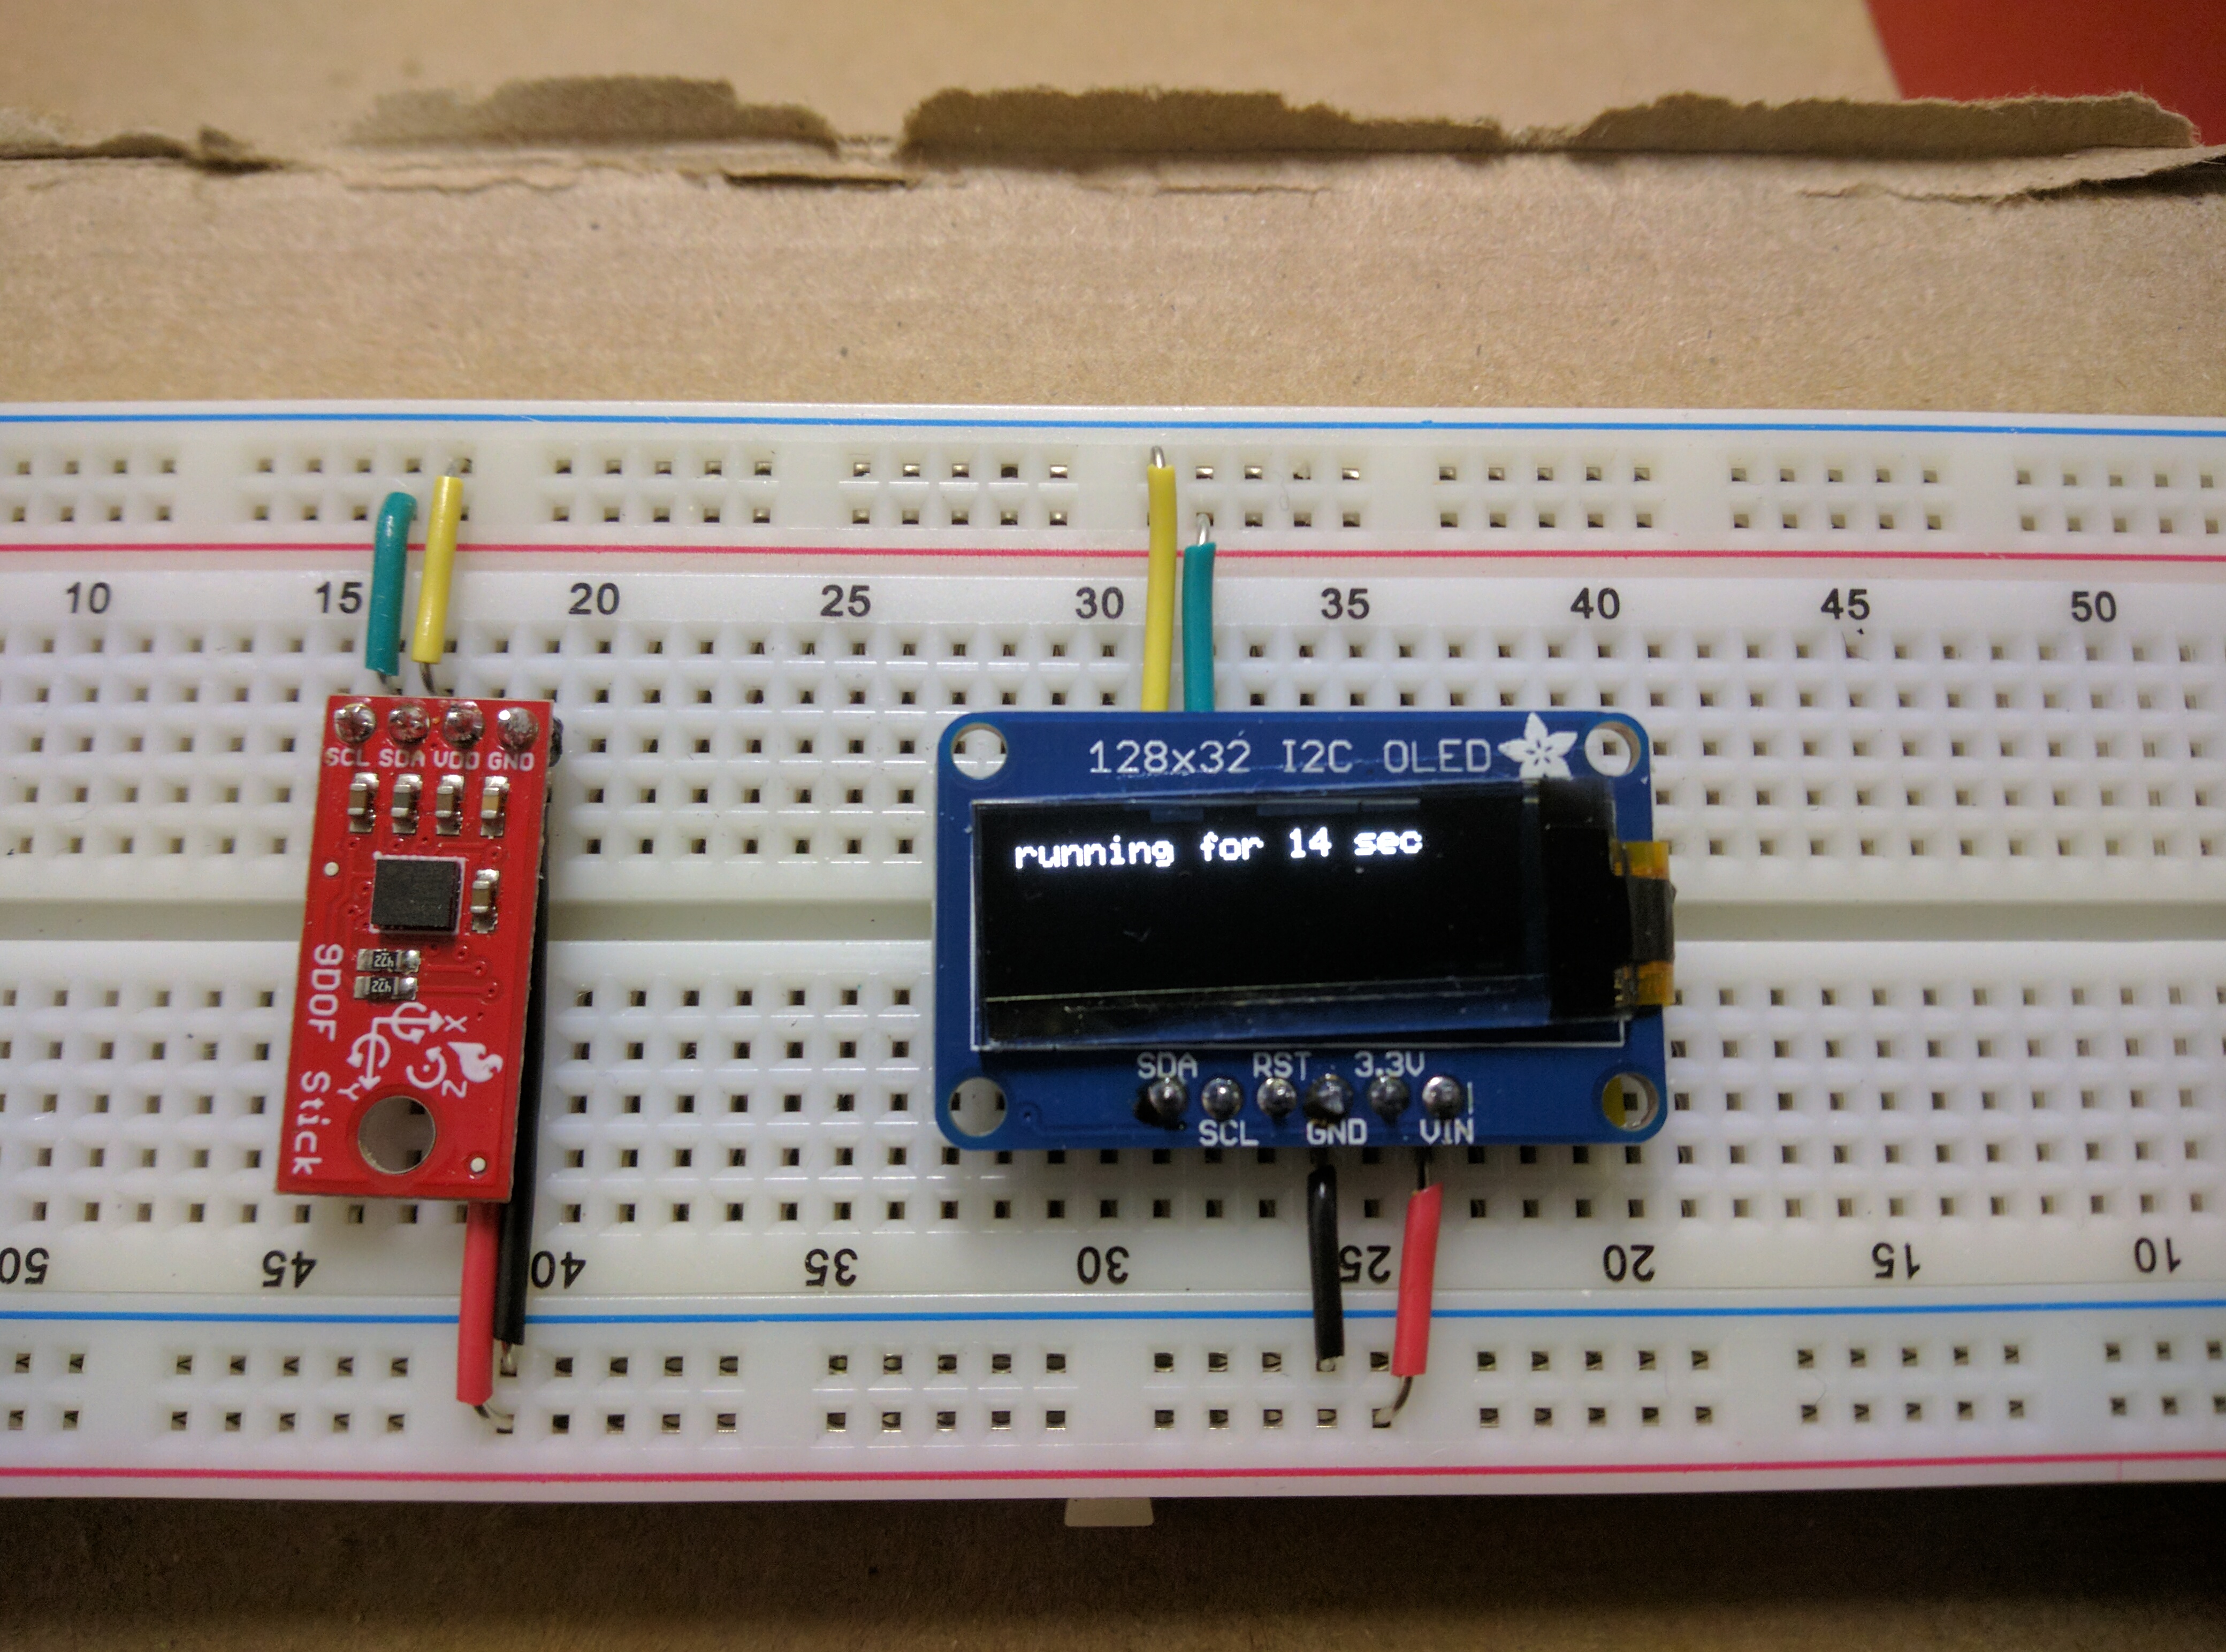 10 15 20 25 30 35 40 45 50
SCL SDA VDD GND
472
472
9DOF Stick
X
Y
Z
128x32 I2C OLED
running for 14 sec
SDA RST 3.3V
SCL GND VIN
50 45 40 35 30 25 20 15 10